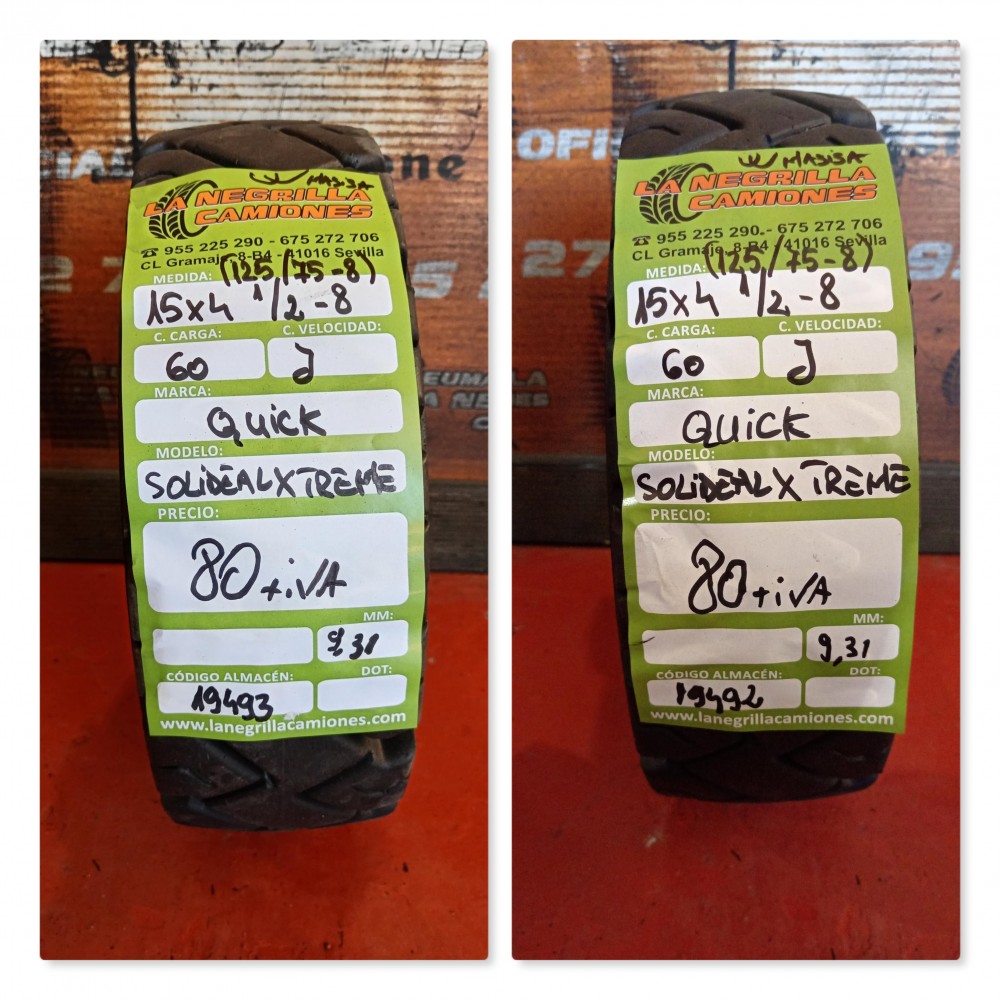 MASISA
LA NEGRILLA
CAMIONES
☎ 955 225 290 - 675 272 706
CL Gramaje, 8-B4 - 41016 Sevilla
(125/75-8)
MEDIDA:
15x4 1/2-8
C. CARGA: C. VELOCIDAD:
60 J
MARCA:
QUICK
MODELO:
SOLIDEAL XTREME
PRECIO:
80+iVA
MM:
9,31
CÓDIGO ALMACÉN: DOT:
19493
www.lanegrillacamiones.com
OFI
MASISA
LA NEGRILLA
CAMIONES
☎ 955 225 290 - 675 272 706
CL Gramaje, 8-B4 - 41016 Sevilla
(125/75-8)
MEDIDA:
15x4 1/2-8
C. CARGA: C. VELOCIDAD:
60 J
MARCA:
QUICK
MODELO:
SOLIDEAL XTREME
PRECIO:
80+iVA
MM:
9,31
CÓDIGO ALMACÉN: DOT:
19492
www.lanegrillacamiones.com